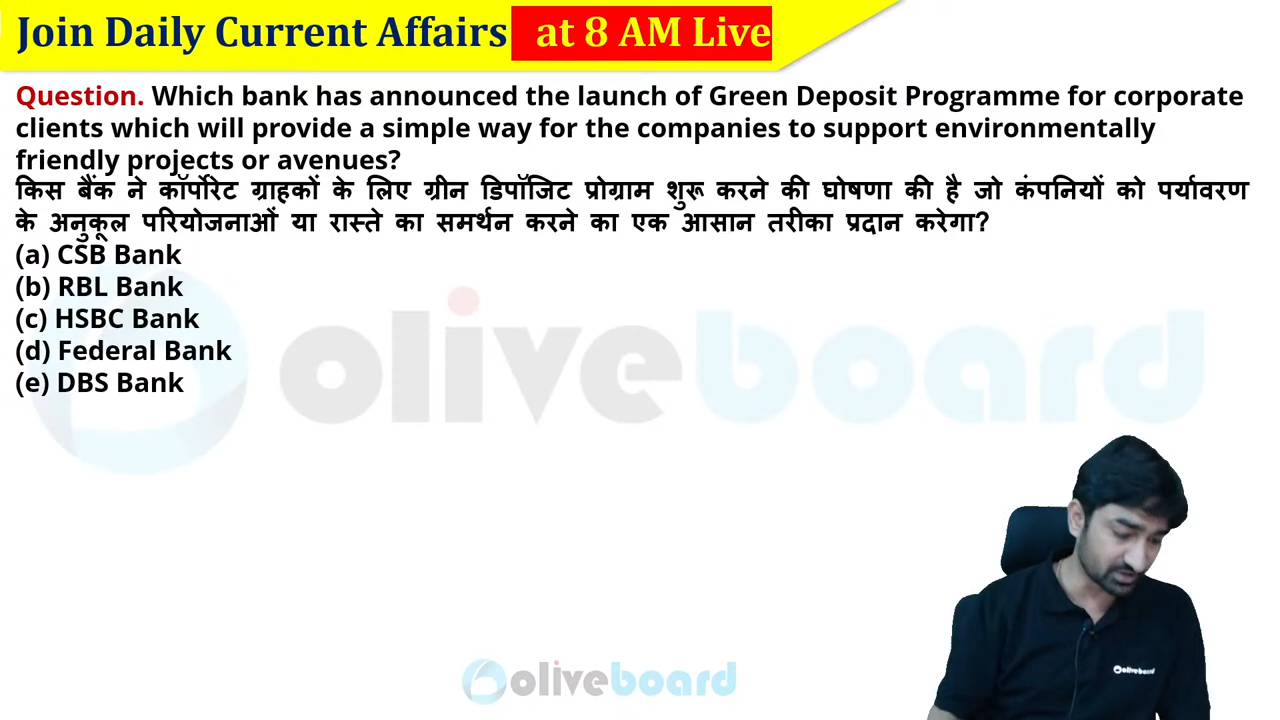 Join Daily Current Affairs at 8 AM Live
Question. Which bank has announced the launch of Green Deposit Programme for corporate
clients which will provide a simple way for the companies to support environmentally
friendly projects or avenues?
किस बैंक ने कॉर्पोरेट ग्राहकों के लिए ग्रीन डिपॉजिट प्रोग्राम शुरू करने की घोषणा की है जो कंपनियों को पर्यावरण
के अनुकूल परियोजनाओं या रास्ते का समर्थन करने का एक आसान तरीका प्रदान करेगा?
(a) CSB Bank
(b) RBL Bank
(c) HSBC Bank
(d) Federal Bank
(e) DBS Bank
oliveboard
oliveboard
oliveboard